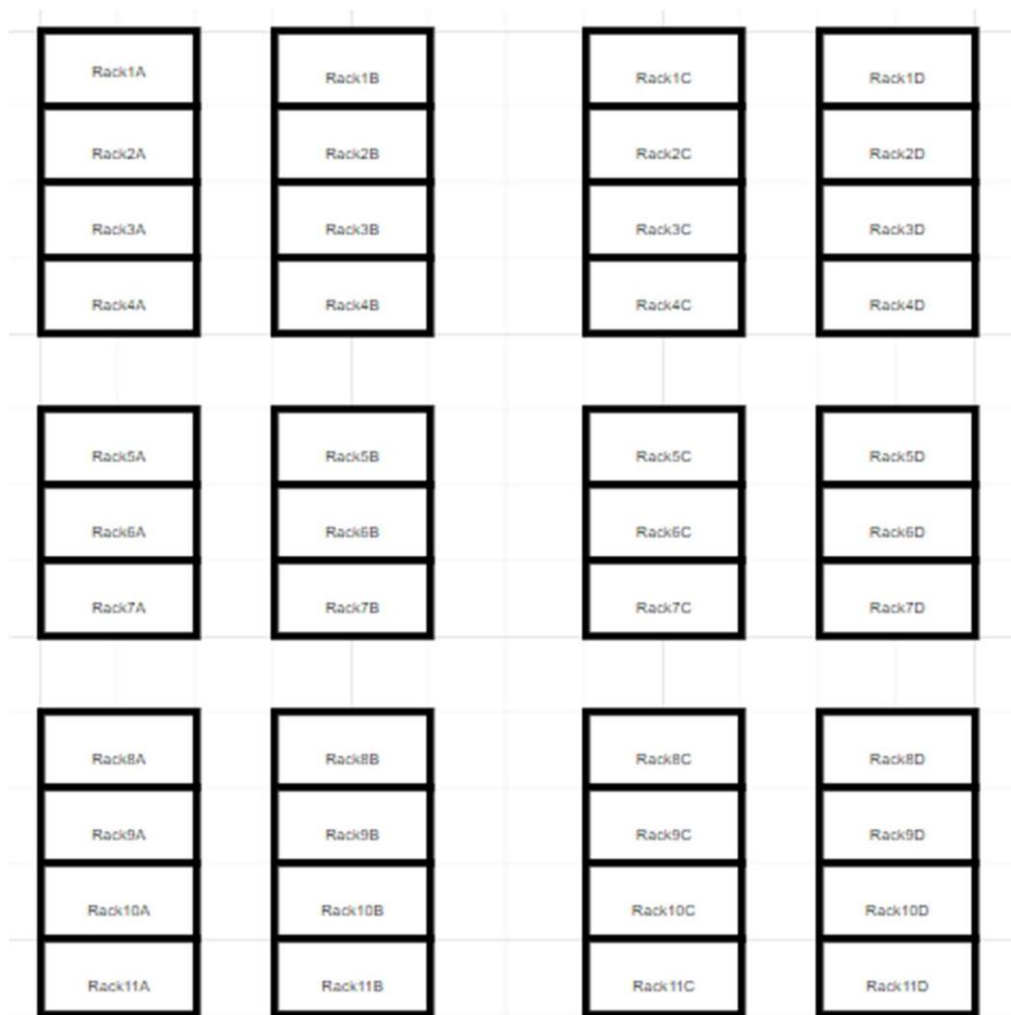 Rack1A Rack1B Rack1C Rack1D
Rack2A Rack2B Rack2C Rack2D
Rack3A Rack3B Rack3C Rack3D
Rack4A Rack4B Rack4C Rack4D
Rack5A Rack5B Rack5C Rack5D
Rack6A Rack6B Rack6C Rack6D
Rack7A Rack7B Rack7C Rack7D
Rack8A Rack8B Rack8C Rack8D
Rack9A Rack9B Rack9C Rack9D
Rack10A Rack10B Rack10C Rack10D
Rack11A Rack11B Rack11C Rack11D